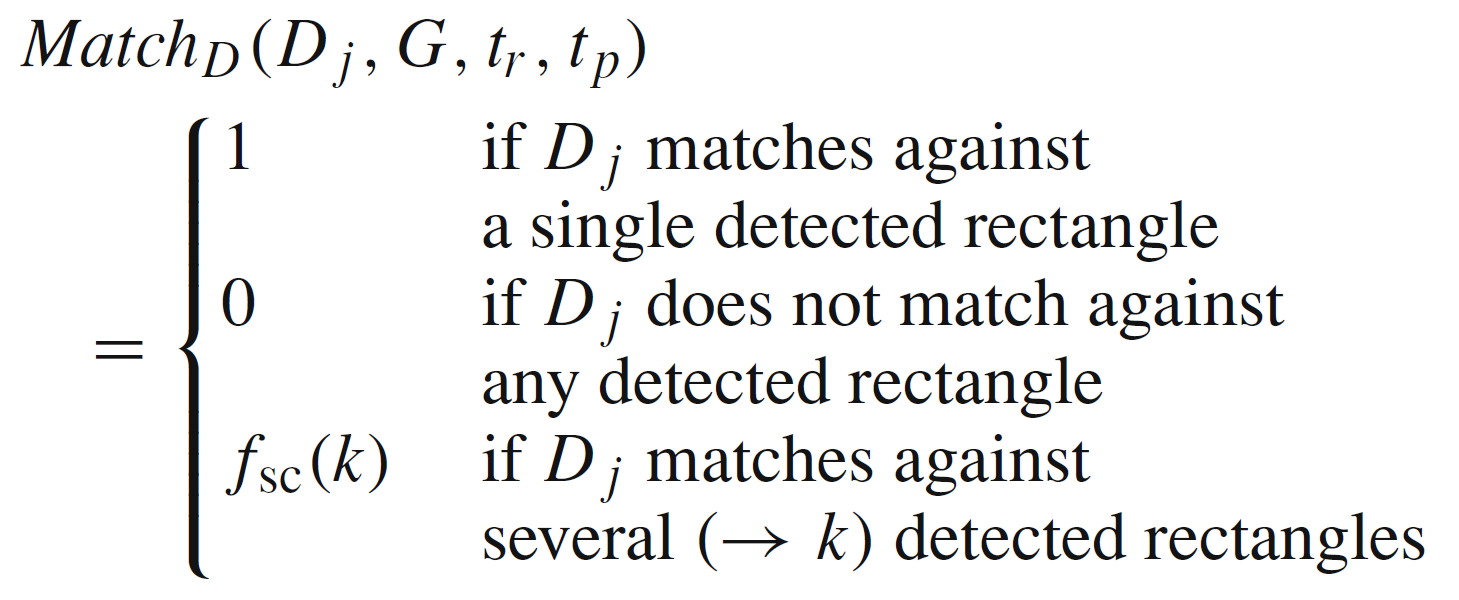 Match_D(D_j, G, t_r, t_p)
= { 1 if D_j matches against
a single detected rectangle
0 if D_j does not match against
any detected rectangle
f_sc(k) if D_j matches against
several (→ k) detected rectangles